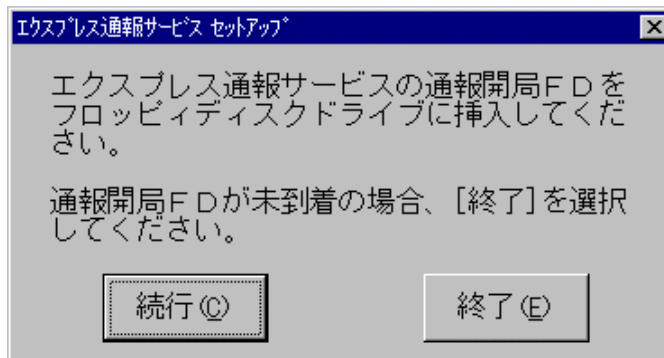 ｴｸｽﾌﾟﾚｽ通報ｻｰﾋﾞｽ ｾｯﾄｱｯﾌﾟ
エクスプレス通報サービスの通報開局ＦＤを
フロッピィディスクドライブに挿入してくだ
さい。
通報開局ＦＤが未到着の場合、[終了]を選択
してください。
続行(C)
終了(E)